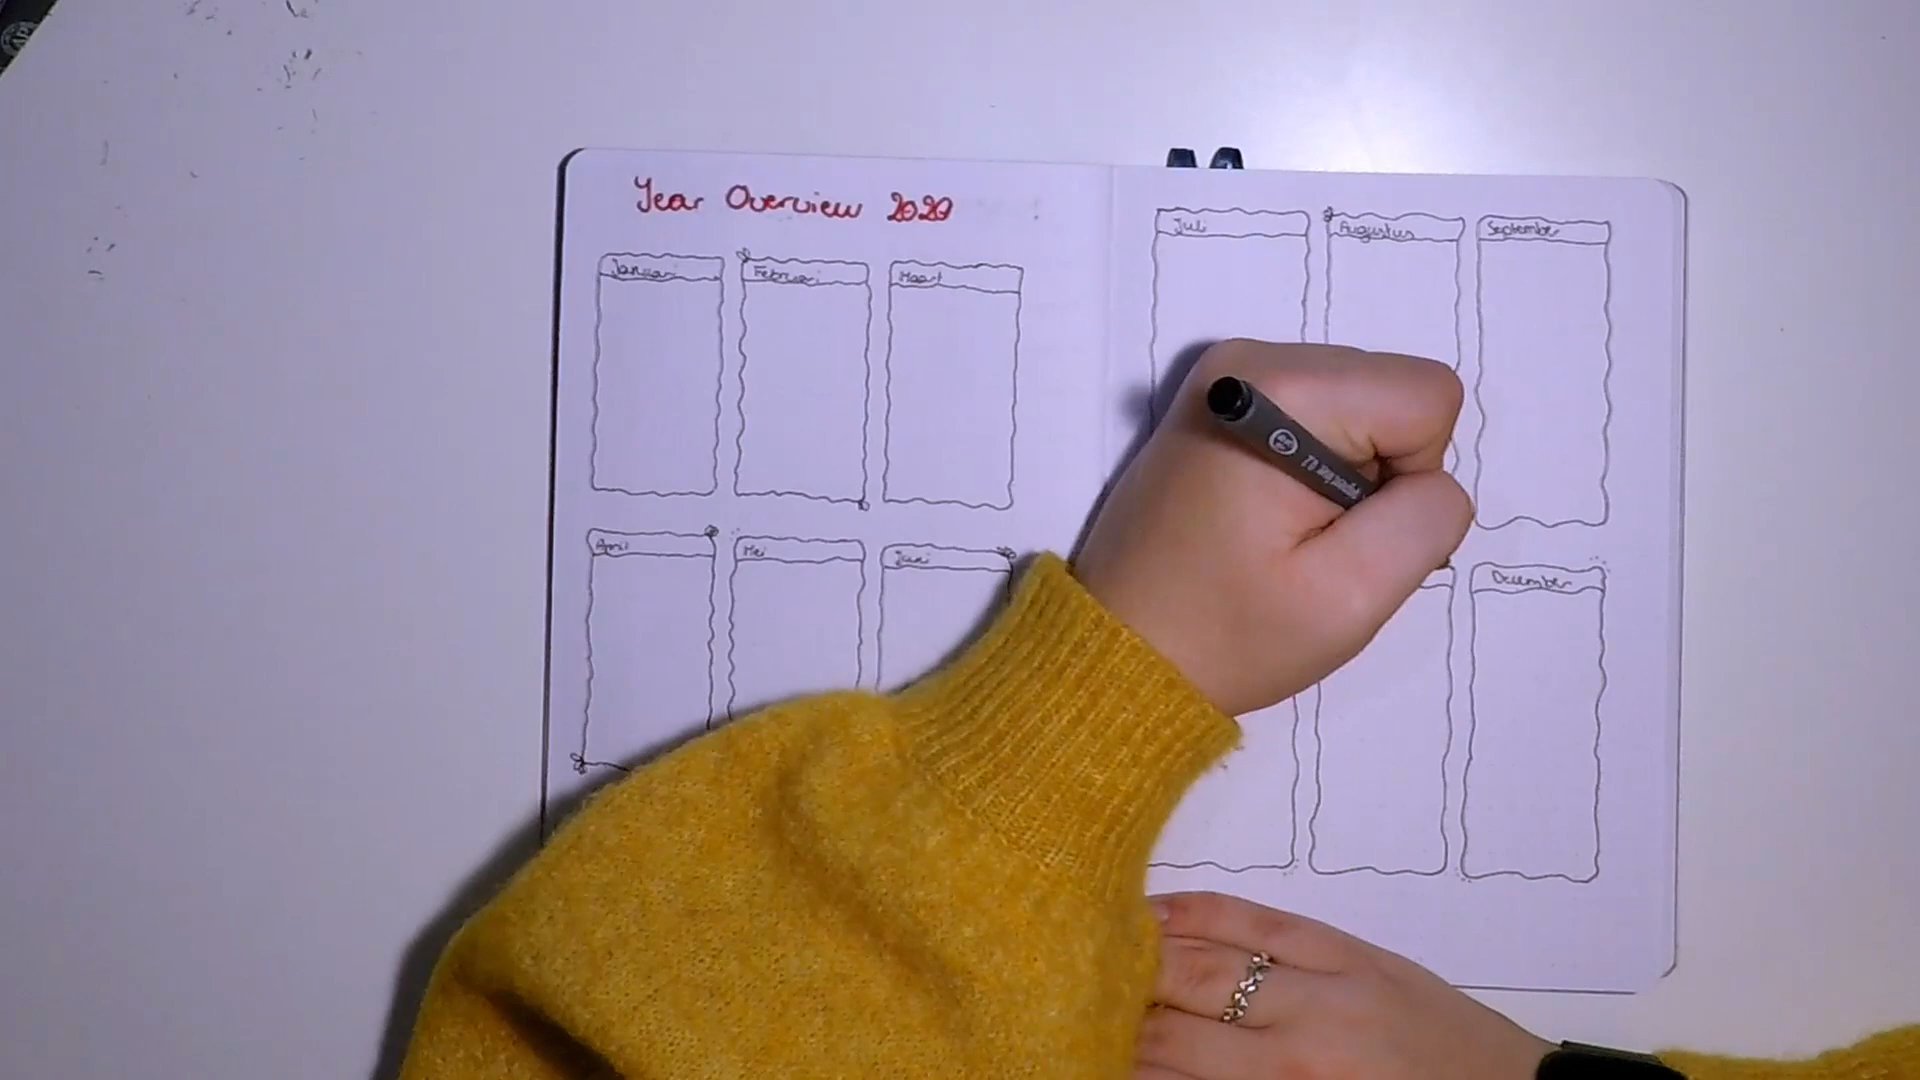 Year Overview 2020
Januari
Februari
Maart
April
Mei
Juni
Juli
Augustus
September
December